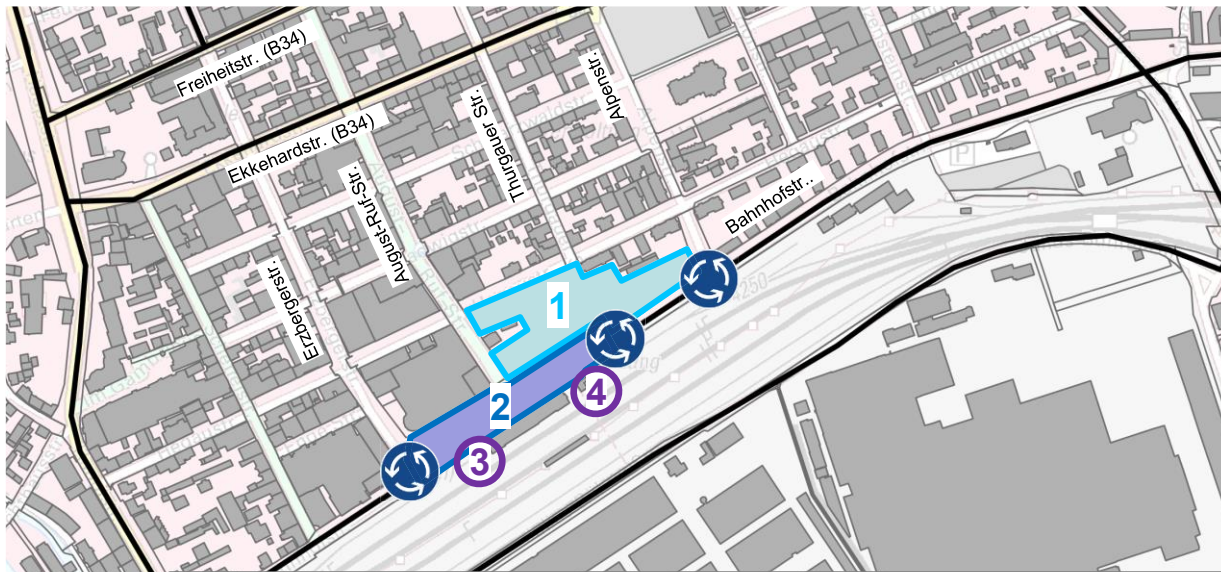 Freiheitstr. (B34)
Ekkehardstr. (B34)
Thurgauer Str.
Alpenstr.
August-Ruf-Str.
Erzbergerstr.
Bahnhofstr..
1
2
3
4
P